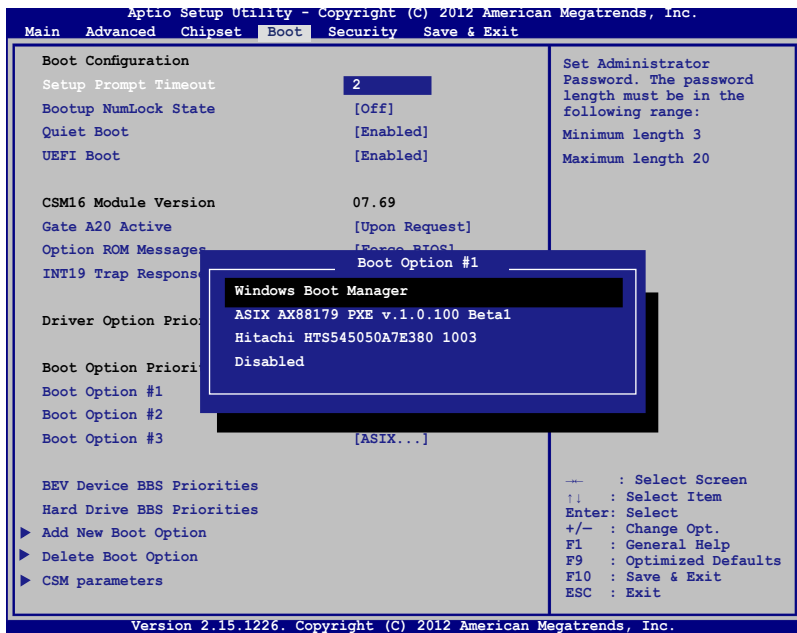 Aptio Setup Utility - Copyright (C) 2012 American Megatrends, Inc.
Main Advanced Chipset Boot Security Save & Exit
Boot Configuration
Setup Prompt Timeout 2
Bootup NumLock State [Off]
Quiet Boot [Enabled]
UEFI Boot [Enabled]
CSM16 Module Version 07.69
Gate A20 Active [Upon Request]
Option ROM Messages [Force BIOS]
INT19 Trap Response
Driver Option
Boot Option
Boot Option #1
Boot Option #2
Boot Option #3 [ASIX...]
BEV Device BBS Priorities
Hard Drive BBS Priorities
Add New Boot Option
Delete Boot Option
CSM parameters
Boot Option #1
Windows Boot Manager
ASIX AX88179 PXE v.1.0.100 Beta1
Hitachi HTS545050A7E380 1003
Disabled
Set Administrator
Password. The password
length must be in the
following range:
Minimum length 3
Maximum length 20
→← : Select Screen
↑↓ : Select Item
Enter: Select
+/— : Change Opt.
F1 : General Help
F9 : Optimized Defaults
F10 : Save & Exit
ESC : Exit
Version 2.15.1226. Copyright (C) 2012 American Megatrends, Inc.